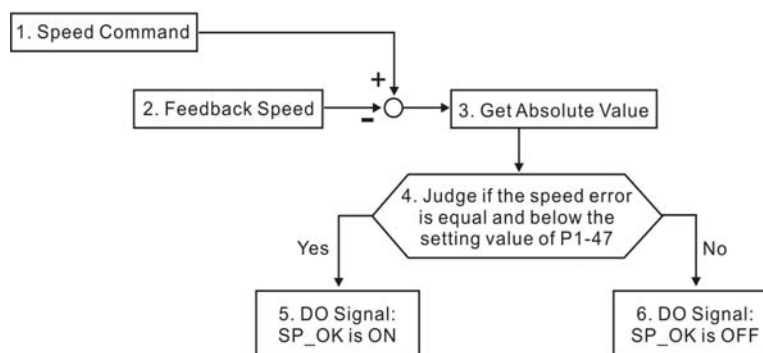 1. Speed Command
+
2. Feedback Speed
-
3. Get Absolute Value
4. Judge if the speed error
is equal and below the
setting value of P1-47
Yes
No
5. DO Signal:
SP_OK is ON
6. DO Signal:
SP_OK is OFF